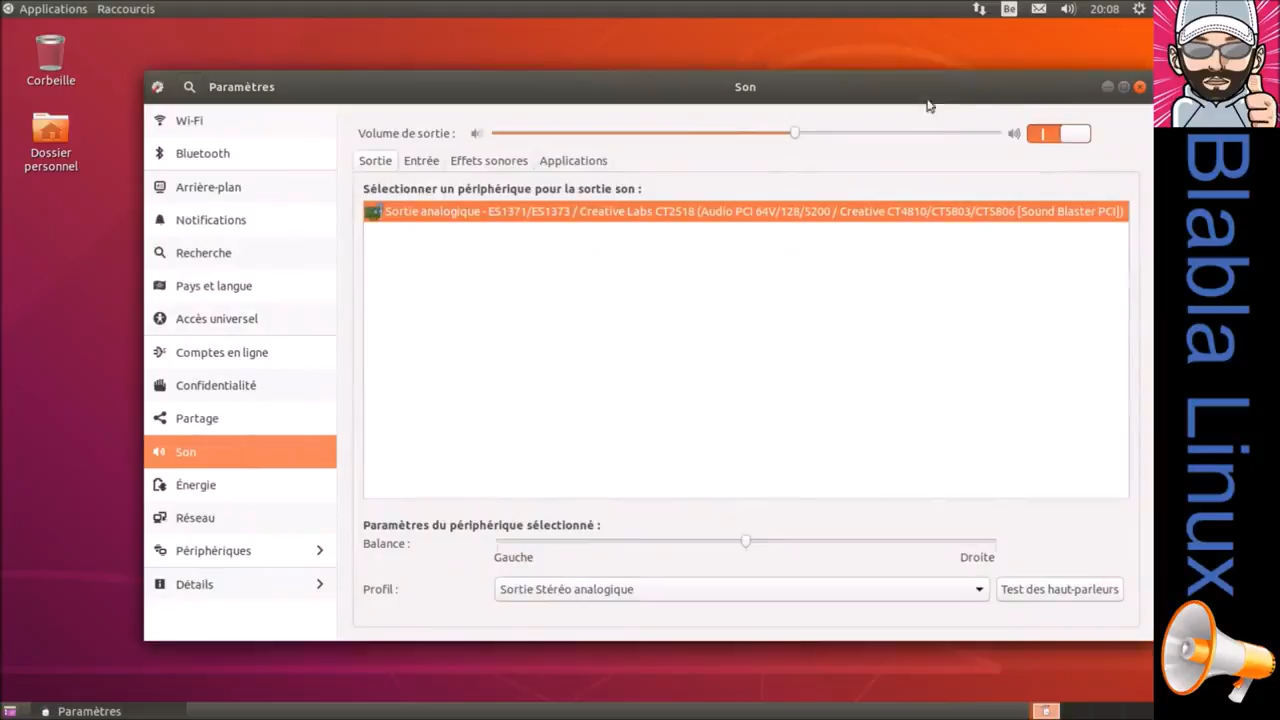 Applications Raccourcis
Be
20:08
Corbeille
Dossier
personnel
Paramètres
Son
Wi-Fi
Bluetooth
Arrière-plan
Notifications
Recherche
Pays et langue
Accès universel
Comptes en ligne
Confidentialité
Partage
Son
Énergie
Réseau
Périphériques
Détails
Volume de sortie :
Sortie Entrée Effets sonores Applications
Sélectionner un périphérique pour la sortie son :
Sortie analogique - ES1371/ES1373 / Creative Labs CT2518 (Audio PCI 64V/128/5200 / Creative CT4810/CT5803/CT5806 [Sound Blaster PCI])
Paramètres du périphérique sélectionné :
Balance :
Gauche Droite
Profil : Sortie Stéréo analogique Test des haut-parleurs
Paramètres
Blabla Linux